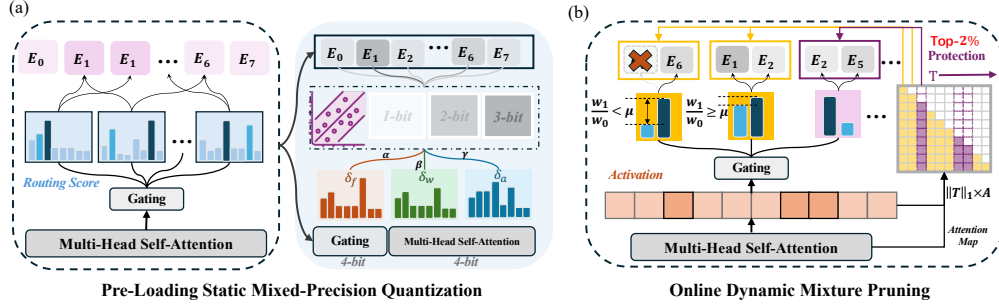 (a)
E0 E1 E1 ••• E6 E7
•••
Routing Score
Gating
Multi-Head Self-Attention
E0 E1 E2 ••• E6 E7
1-bit 2-bit 3-bit
α β γ
δf δw δa
Gating Multi-Head Self-Attention
4-bit 4-bit
Pre-Loading Static Mixed-Precision Quantization
(b)
Top-2%
Protection
T
E6 E1 E2 E2 E5
w1/w0 < μ w1/w0 ≥ μ •••
Gating
Activation
‖T‖1×A
Attention
Map
Multi-Head Self-Attention
Online Dynamic Mixture Pruning